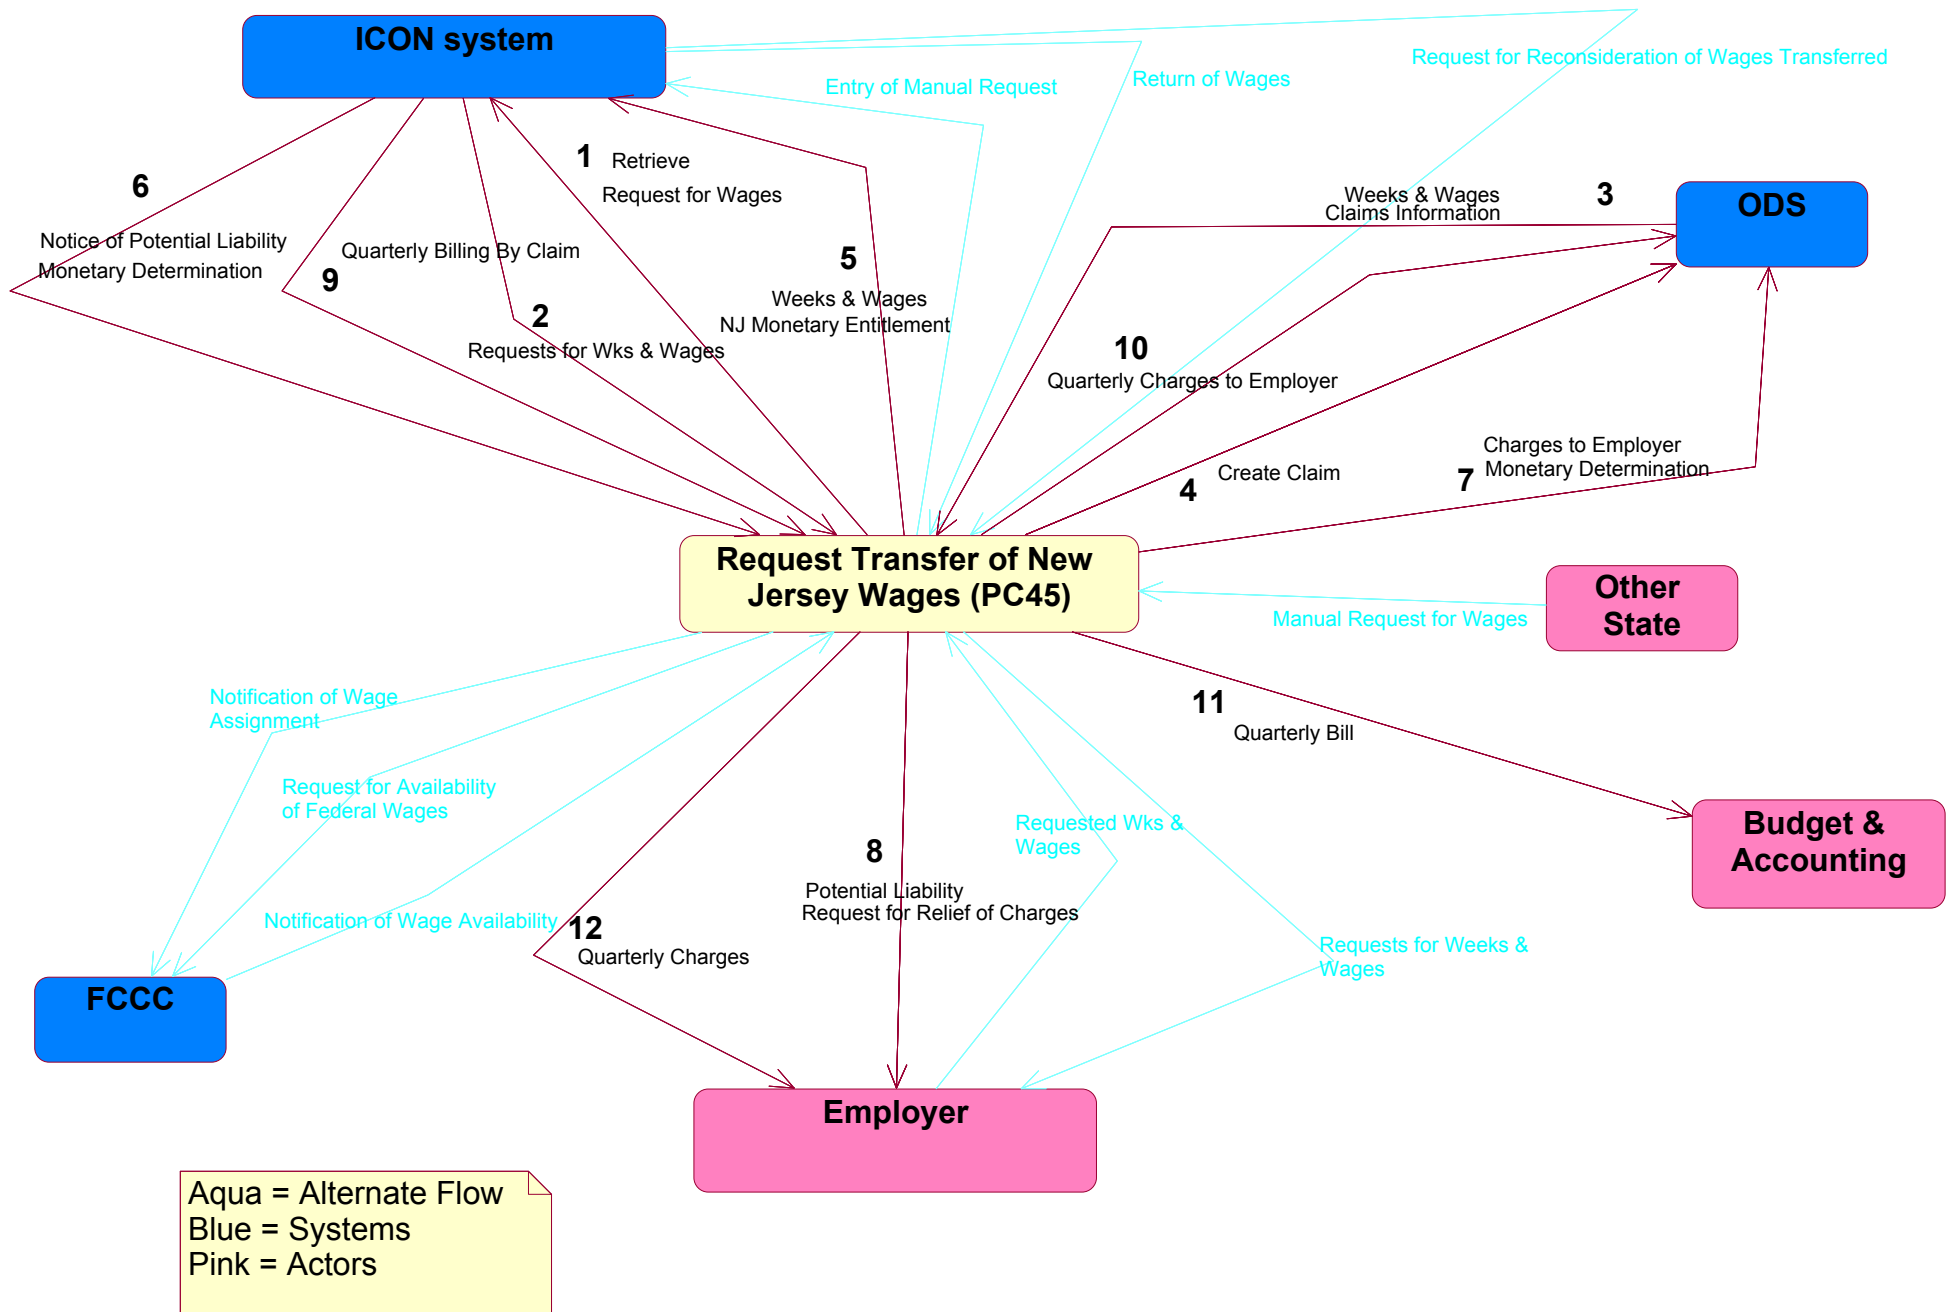 ICON system
Request for Reconsideration of Wages Transferred
Return of Wages
Entry of Manual Request
1 Retrieve
Request for Wages
6
Notice of Potential Liability
Monetary Determination
Quarterly Billing By Claim
9
2
Requests for Wks & Wages
5
Weeks & Wages
NJ Monetary Entitlement
Weeks & Wages
Claims Information
3
ODS
10
Quarterly Charges to Employer
Create Claim
4
Charges to Employer
Monetary Determination
7
Request Transfer of New
Jersey Wages (PC45)
Other
State
Manual Request for Wages
Notification of Wage
Assignment
11
Quarterly Bill
Request for Availability
of Federal Wages
Requested Wks &
Wages
Budget &
Accounting
8
Potential Liability
Request for Relief of Charges
Notification of Wage Availability
12
Quarterly Charges
Requests for Weeks &
Wages
FCCC
Employer
Aqua = Alternate Flow
Blue = Systems
Pink = Actors